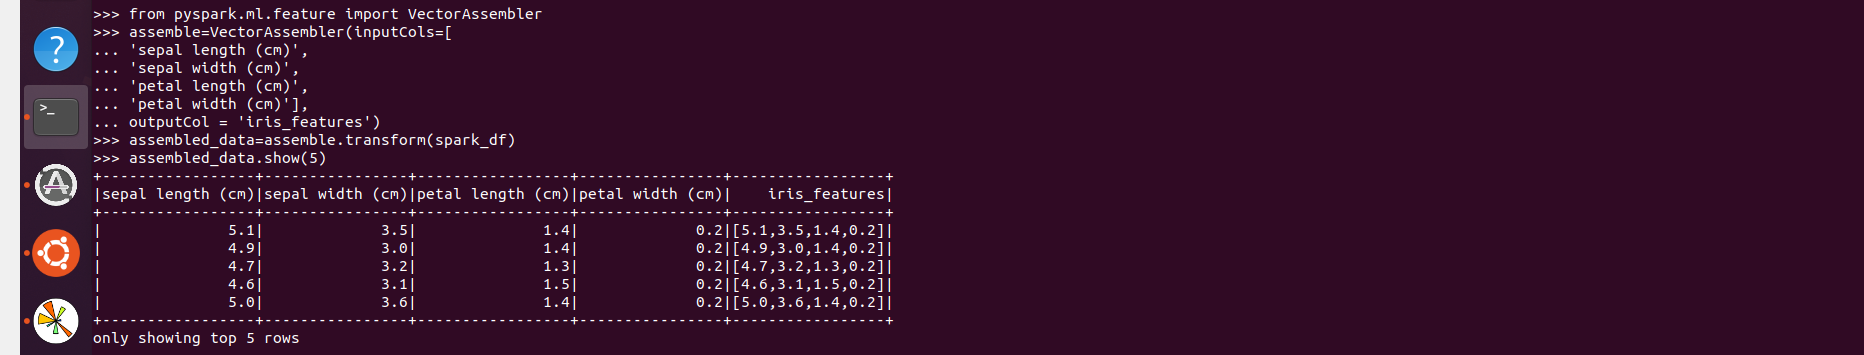 >>> from pyspark.ml.feature import VectorAssembler
>>> assemble=VectorAssembler(inputCols=[
... 'sepal length (cm)',
... 'sepal width (cm)',
... 'petal length (cm)',
... 'petal width (cm)'],
... outputCol = 'iris_features')
>>> assembled_data=assemble.transform(spark_df)
>>> assembled_data.show(5)
+-----------------+----------------+-----------------+----------------+-----------------+
|sepal length (cm)|sepal width (cm)|petal length (cm)|petal width (cm)|    iris_features|
+-----------------+----------------+-----------------+----------------+-----------------+
|              5.1|             3.5|              1.4|             0.2|[5.1,3.5,1.4,0.2]|
|              4.9|             3.0|              1.4|             0.2|[4.9,3.0,1.4,0.2]|
|              4.7|             3.2|              1.3|             0.2|[4.7,3.2,1.3,0.2]|
|              4.6|             3.1|              1.5|             0.2|[4.6,3.1,1.5,0.2]|
|              5.0|             3.6|              1.4|             0.2|[5.0,3.6,1.4,0.2]|
+-----------------+----------------+-----------------+----------------+-----------------+
only showing top 5 rows